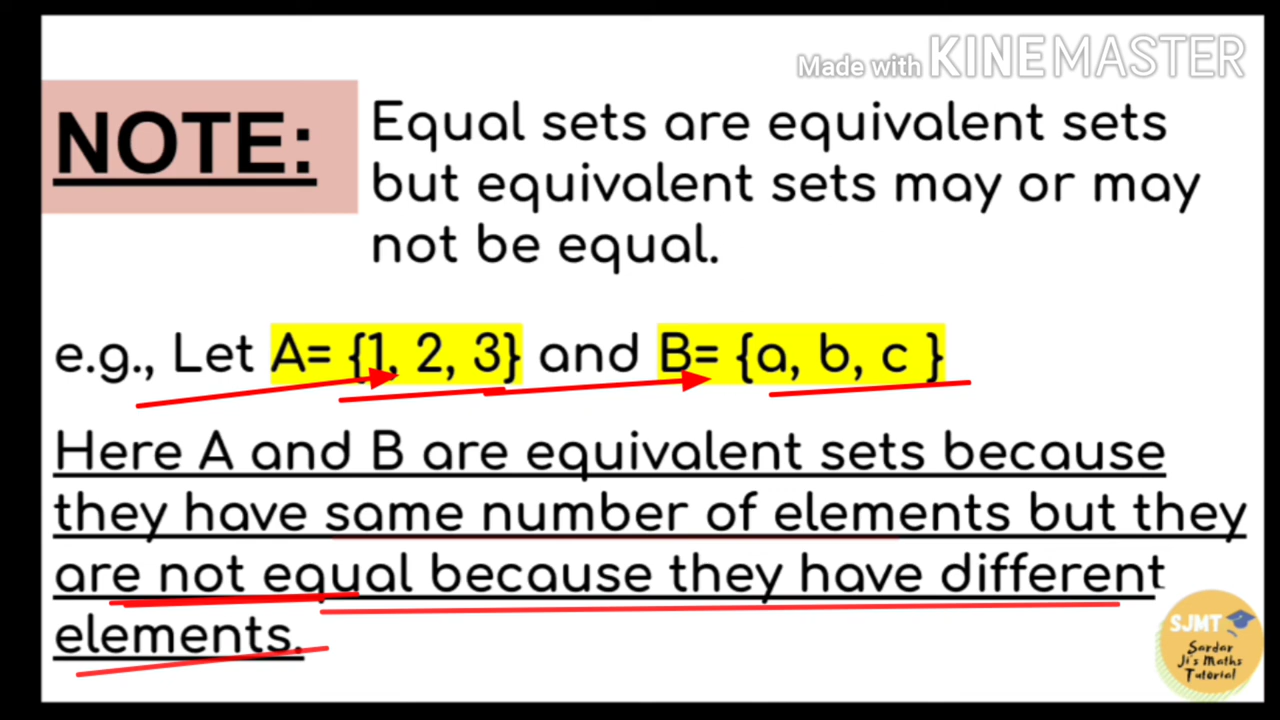 Made with KINEMASTER
NOTE:
Equal sets are equivalent sets
but equivalent sets may or may
not be equal.
e.g., Let A= {1, 2, 3} and B= {a, b, c }
Here A and B are equivalent sets because
they have same number of elements but they
are not equal because they have different
elements.
SJMT
Sardar
Ji's Maths
Tutorial